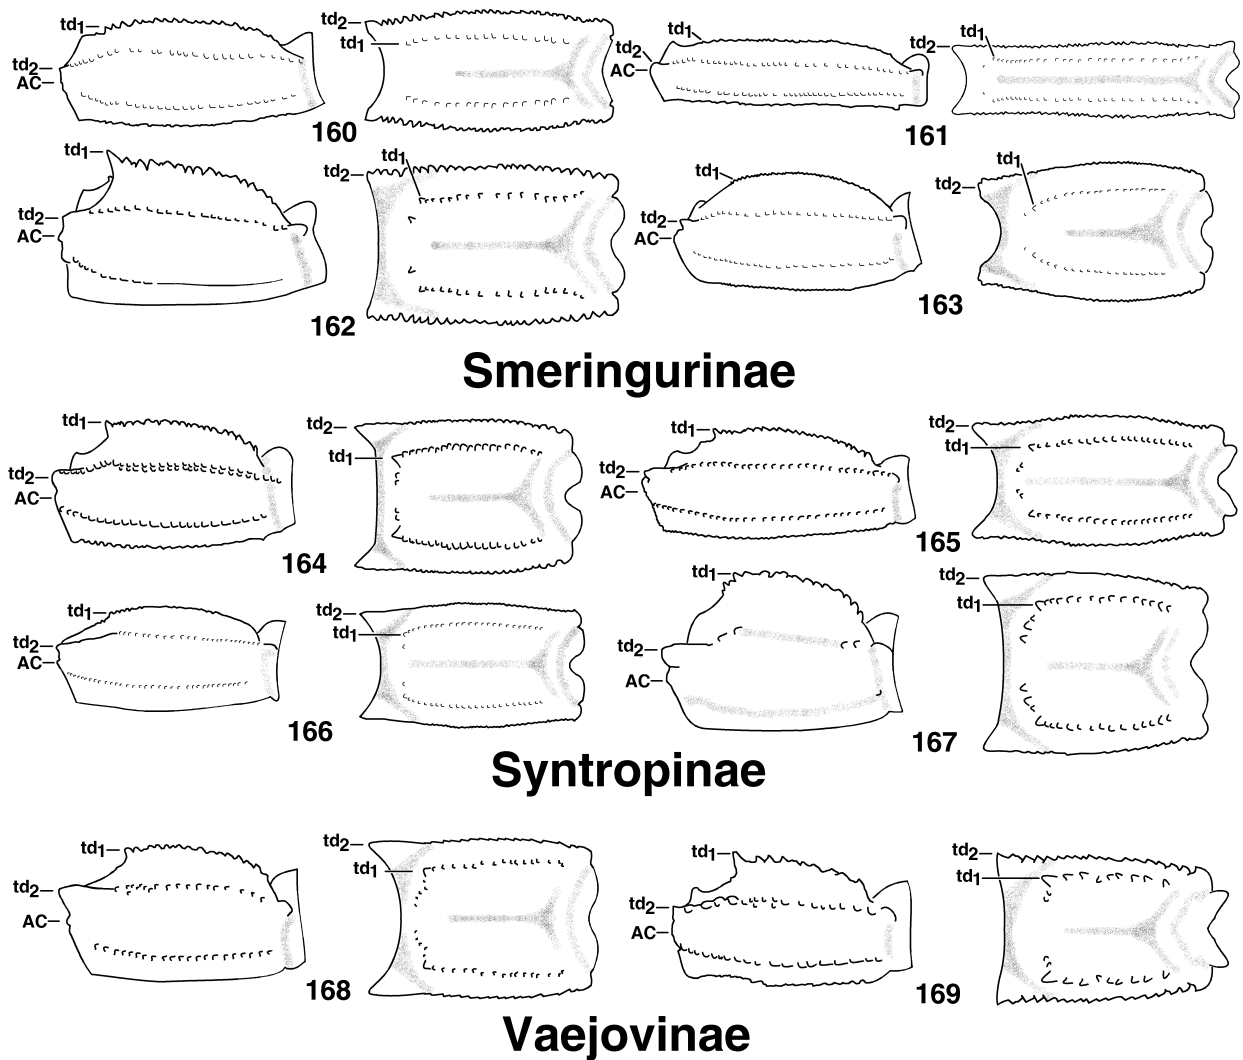 td1
td2
AC
td2
td1
160
td1
td2
AC
td2
td1
161
td1
td2
AC
td2
td1
162
td1
td2
AC
td2
td1
163
Smeringurinae
td1
td2
AC
td2
td1
164
td1
td2
AC
td2
td1
165
td1
td2
AC
td2
td1
166
td1
td2
AC
td2
td1
167
Syntropinae
td1
td2
AC
td2
td1
168
td1
td2
AC
td2
td1
169
Vaejovinae